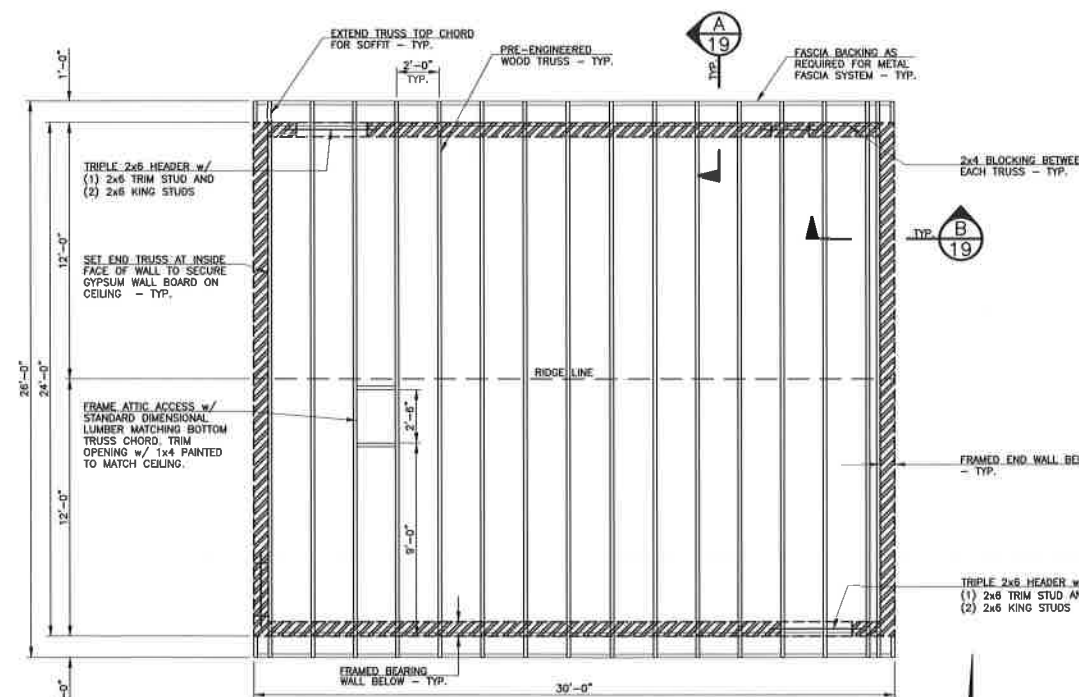 EXTEND TRUSS TOP CHORD
FOR SOFFIT - TYP.
PRE-ENGINEERED
WOOD TRUSS - TYP.
2'-0"
TYP.
A
19
TYP.
FASCIA BACKING AS
REQUIRED FOR METAL
FASCIA SYSTEM - TYP.
1'-0"
TRIPLE 2x6 HEADER w/
(1) 2x6 TRIM STUD AND
(2) 2x6 KING STUDS
2x4 BLOCKING BETWEE
EACH TRUSS - TYP.
TYP.
B
19
12'-0"
SET END TRUSS AT INSIDE
FACE OF WALL TO SECURE
GYPSUM WALL BOARD ON
CEILING - TYP.
26'-0"
24'-0"
RIDGE LINE
FRAME ATTIC ACCESS w/
STANDARD DIMENSIONAL
LUMBER MATCHING BOTTOM
TRUSS CHORD. TRIM
OPENING w/ 1x4 PAINTED
TO MATCH CEILING.
2'-6"
FRAMED END WALL BEL
- TYP.
12'-0"
9'-0"
TRIPLE 2x6 HEADER w
(1) 2x6 TRIM STUD AN
(2) 2x6 KING STUDS
FRAMED BEARING
WALL BELOW - TYP.
30'-0"
-0"